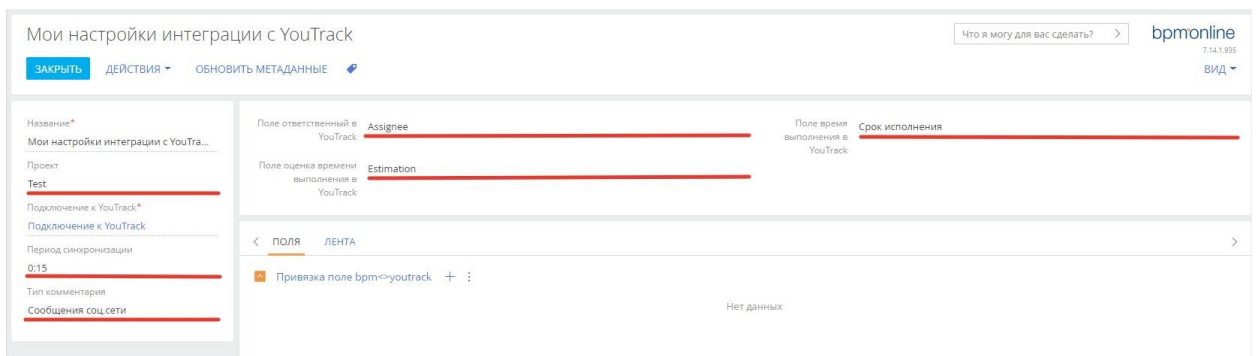 Мои настройки интеграции с YouTrack
Что я могу для вас сделать?
bpm'online
7.14.1.935
ЗАКРЫТЬ ДЕЙСТВИЯ ОБНОВИТЬ МЕТАДАННЫЕ
ВИД
Название*
Мои настройки интеграции с YouTra...
Проект
Test
Подключение к YouTrack*
Подключение к YouTrack
Период синхронизации
0:15
Тип комментария
Сообщения соц.сети
Поле ответственный в
YouTrack
Assignee
Поле оценка времени
выполнения в
YouTrack
Estimation
Поле время
выполнения в
YouTrack
Срок исполнения
< ПОЛЯ ЛЕНТА >
Привязка поле bpm<>youtrack
Нет данных